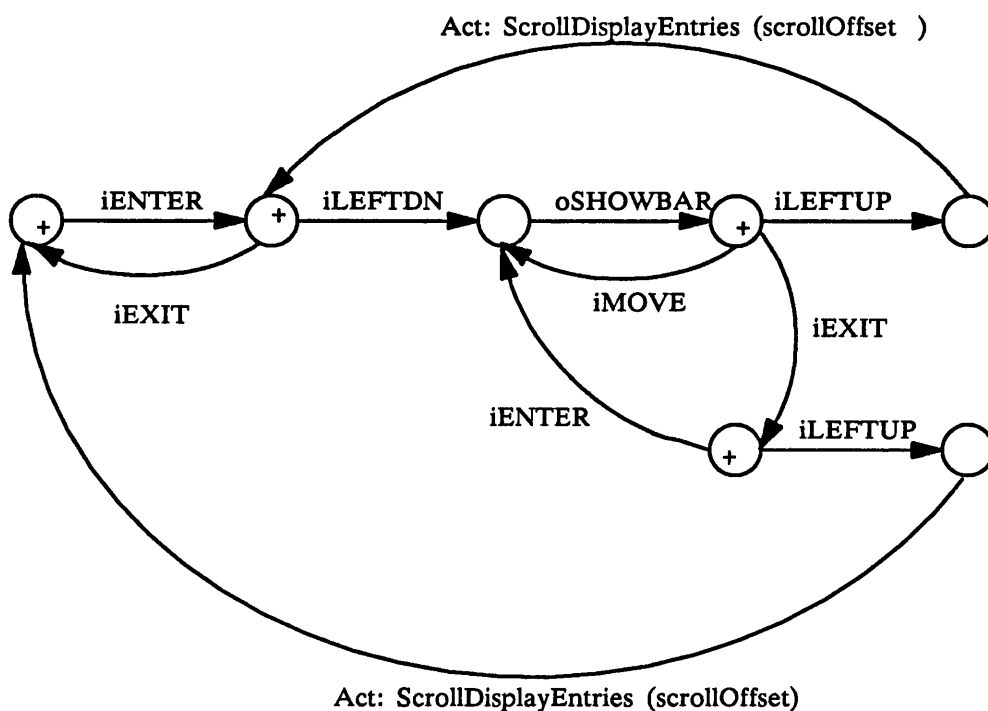 Act: ScrollDisplayEntries (scrollOffset )
iENTER
iLEFTDN
oSHOWBAR
iLEFTUP
+
+
+
iEXIT
iMOVE
iEXIT
iENTER
iLEFTUP
+
Act: ScrollDisplayEntries (scrollOffset)